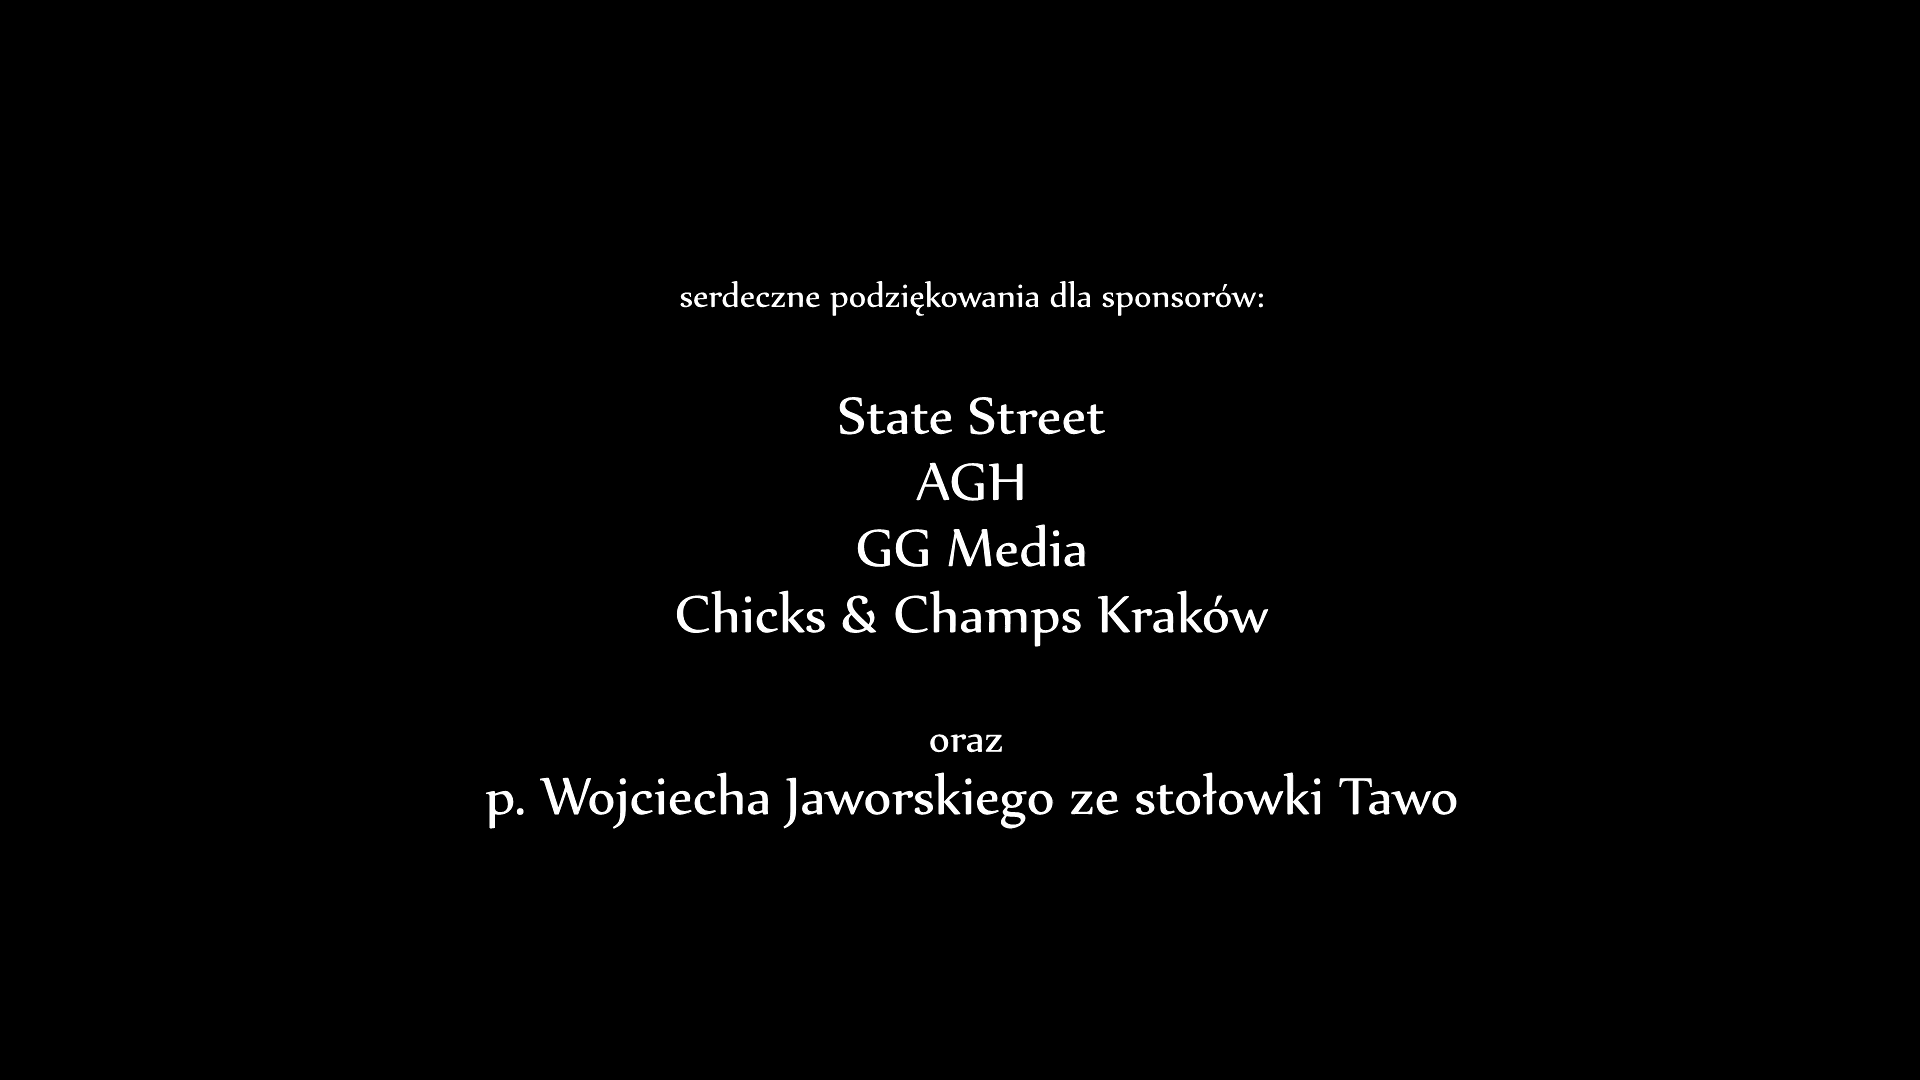 serdeczne podziękowania dla sponsorów:
State Street
AGH
GG Media
Chicks & Champs Kraków
oraz
p. Wojciecha Jaworskiego ze stołowki Tawo